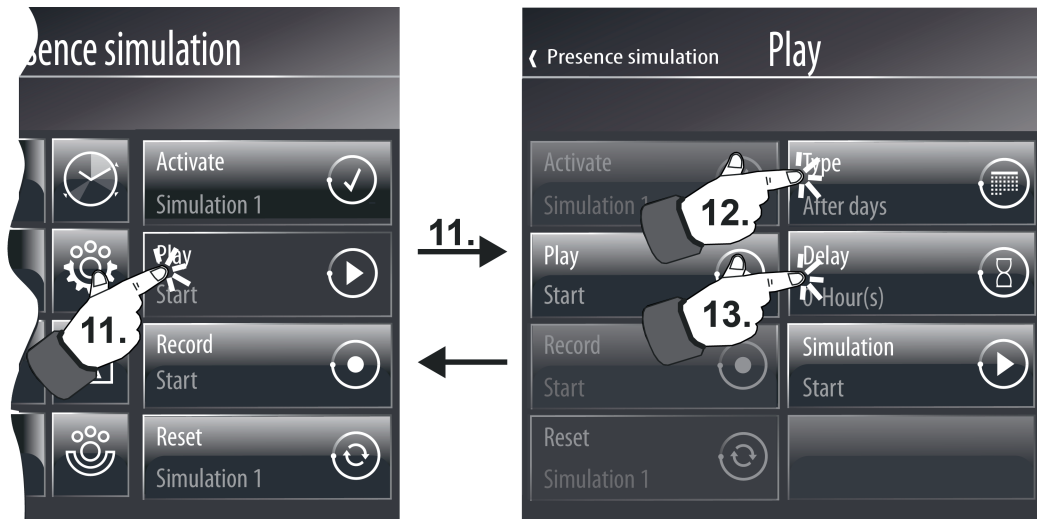 sence simulation
Activate
Simulation 1
Play
Start
11.
Record
Start
Reset
Simulation 1
11.
❰ Presence simulation
Play
Activate
Simulation 1
12.
Type
After days
Play
Start
13.
Delay
0 Hour(s)
Record
Start
Simulation
Start
Reset
Simulation 1